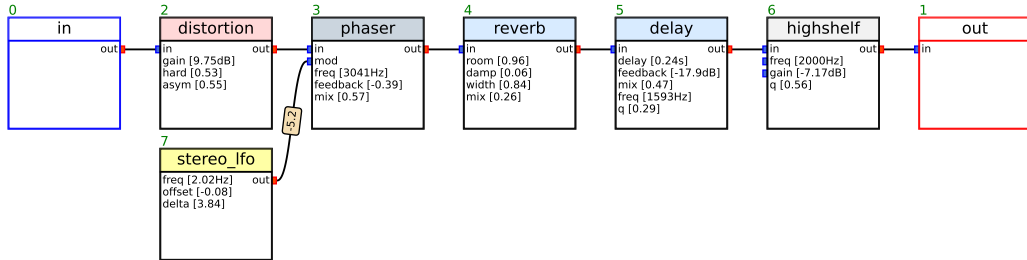 0
in
out
2
distortion
in out
gain [9.75dB]
hard [0.53]
asym [0.55]
3
phaser
in out
mod
freq [3041Hz]
feedback [-0.39]
mix [0.57]
4
reverb
in out
room [0.96]
damp [0.06]
width [0.84]
mix [0.26]
5
delay
in out
delay [0.24s]
feedback [-17.9dB]
mix [0.47]
freq [1593Hz]
q [0.29]
6
highshelf
in out
freq [2000Hz]
gain [-7.17dB]
q [0.56]
1
out
in
-5.2
7
stereo_lfo
freq [2.02Hz] out
offset [-0.08]
delta [3.84]